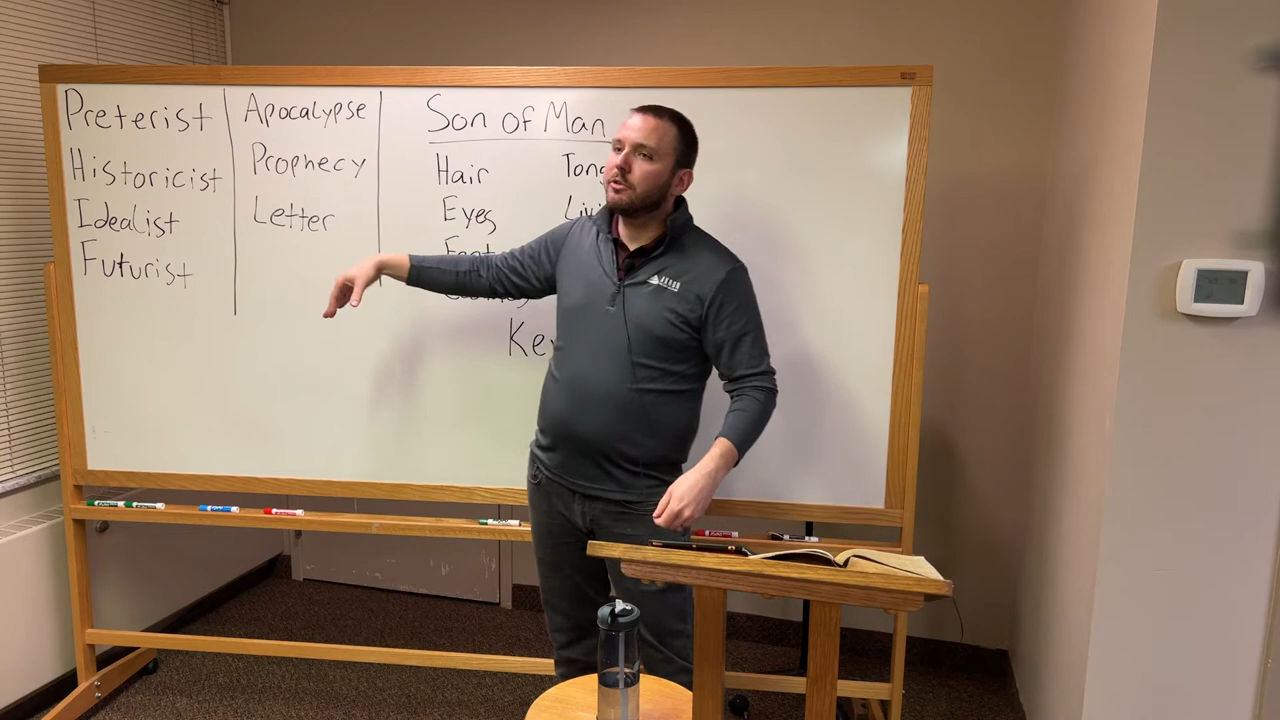 Preterist
Historicist
Idealist
Futurist
Apocalypse
Prophecy
Letter
Son of Man
Hair
Eyes